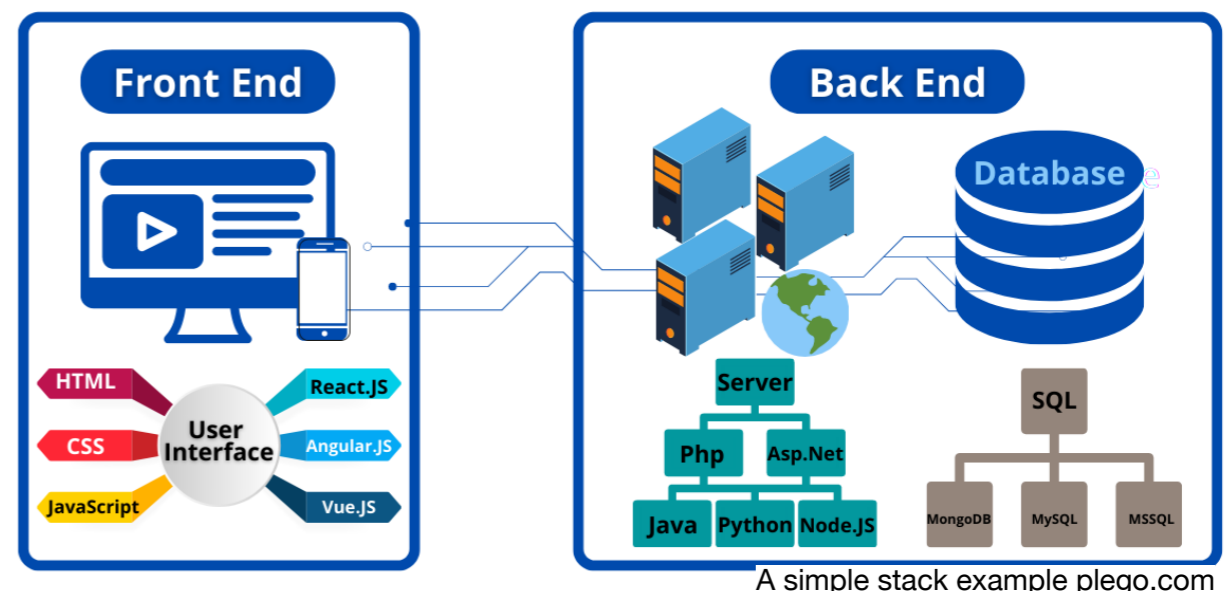 Front End
Back End
Database
HTML
CSS
JavaScript
User
Interface
React.JS
Angular.JS
Vue.JS
Server
Php
Asp.Net
Java
Python
Node.JS
SQL
MongoDB
MySQL
MSSQL
A simple stack example plego.com